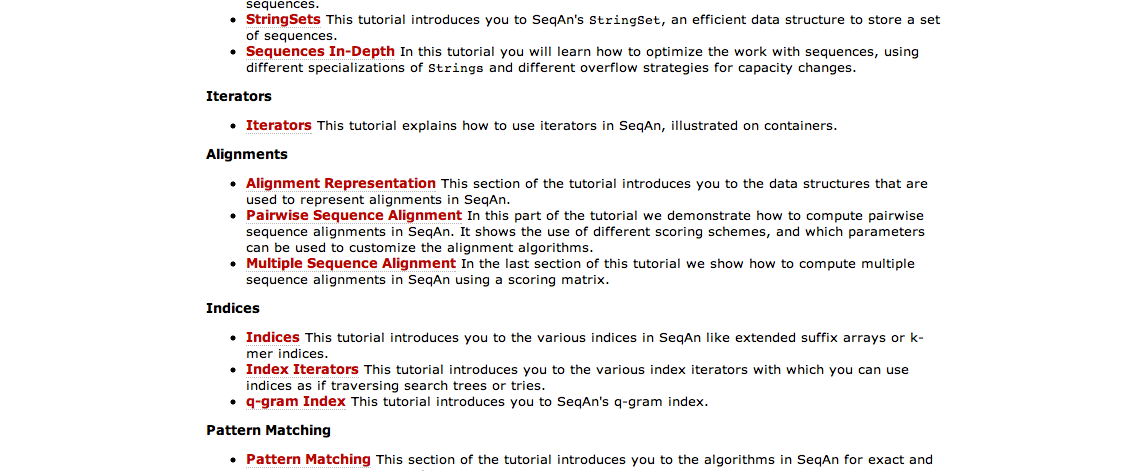 sequences.
• StringSets This tutorial introduces you to SeqAn's StringSet, an efficient data structure to store a set
of sequences.
• Sequences In-Depth In this tutorial you will learn how to optimize the work with sequences, using
different specializations of Strings and different overflow strategies for capacity changes.
Iterators
• Iterators This tutorial explains how to use iterators in SeqAn, illustrated on containers.
Alignments
• Alignment Representation This section of the tutorial introduces you to the data structures that are
used to represent alignments in SeqAn.
• Pairwise Sequence Alignment In this part of the tutorial we demonstrate how to compute pairwise
sequence alignments in SeqAn. It shows the use of different scoring schemes, and which parameters
can be used to customize the alignment algorithms.
• Multiple Sequence Alignment In the last section of this tutorial we show how to compute multiple
sequence alignments in SeqAn using a scoring matrix.
Indices
• Indices This tutorial introduces you to the various indices in SeqAn like extended suffix arrays or k-
mer indices.
• Index Iterators This tutorial introduces you to the various index iterators with which you can use
indices as if traversing search trees or tries.
• q-gram Index This tutorial introduces you to SeqAn's q-gram index.
Pattern Matching
• Pattern Matching This section of the tutorial introduces you to the algorithms in SeqAn for exact and